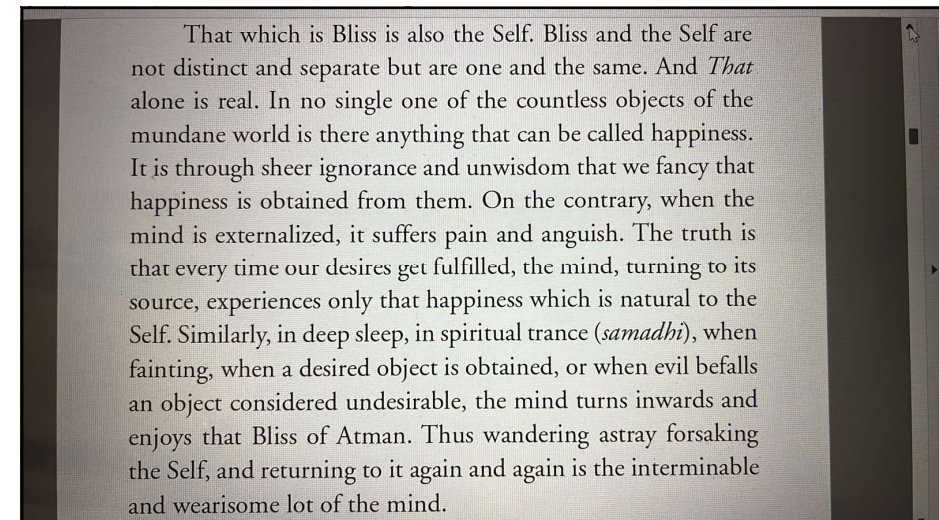 That which is Bliss is also the Self. Bliss and the Self are
not distinct and separate but are one and the same. And That
alone is real. In no single one of the countless objects of the
mundane world is there anything that can be called happiness.
It is through sheer ignorance and unwisdom that we fancy that
happiness is obtained from them. On the contrary, when the
mind is externalized, it suffers pain and anguish. The truth is
that every time our desires get fulfilled, the mind, turning to its
source, experiences only that happiness which is natural to the
Self. Similarly, in deep sleep, in spiritual trance (samadhi), when
fainting, when a desired object is obtained, or when evil befalls
an object considered undesirable, the mind turns inwards and
enjoys that Bliss of Atman. Thus wandering astray forsaking
the Self, and returning to it again and again is the interminable
and wearisome lot of the mind.